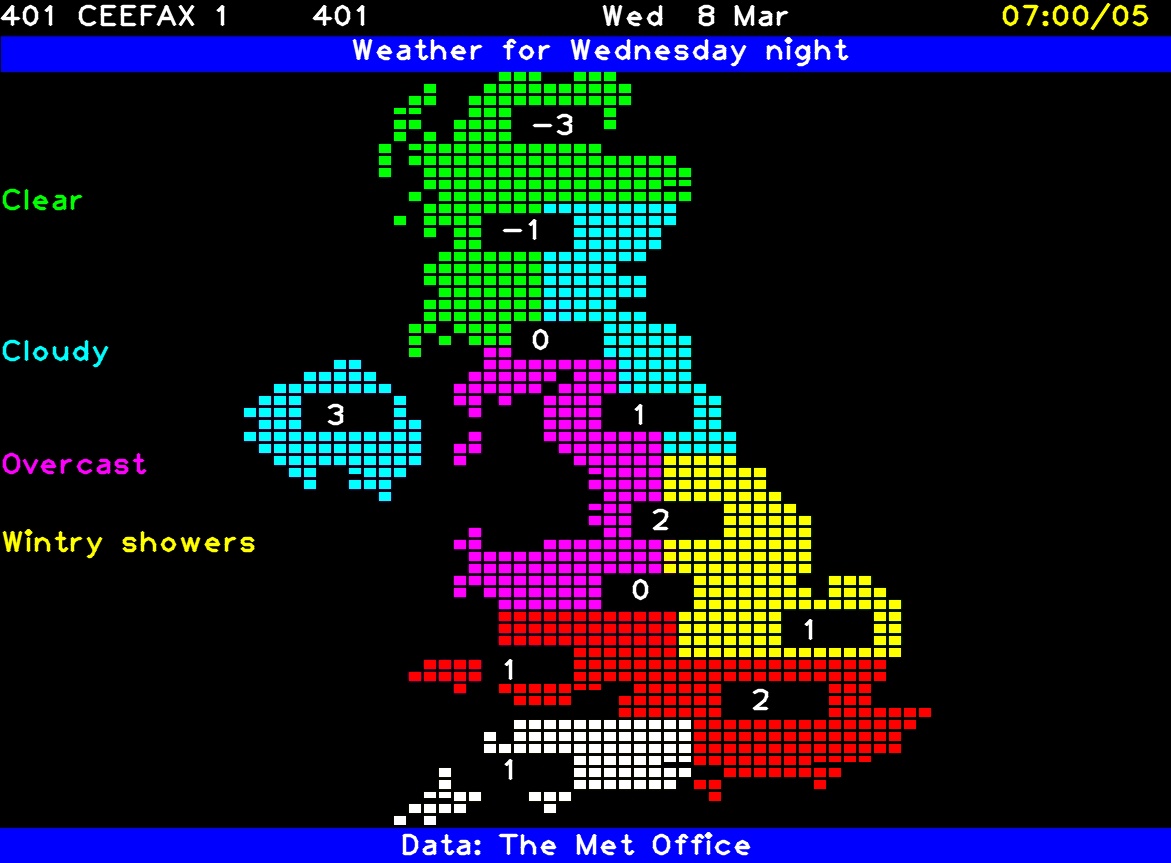 401 CEEFAX 1 401 Wed 8 Mar 07:00/05
Weather for Wednesday night
-3
Clear
-1
0
Cloudy
3 1
Overcast
2
Wintry showers
0
1
1
2
1
Data: The Met Office